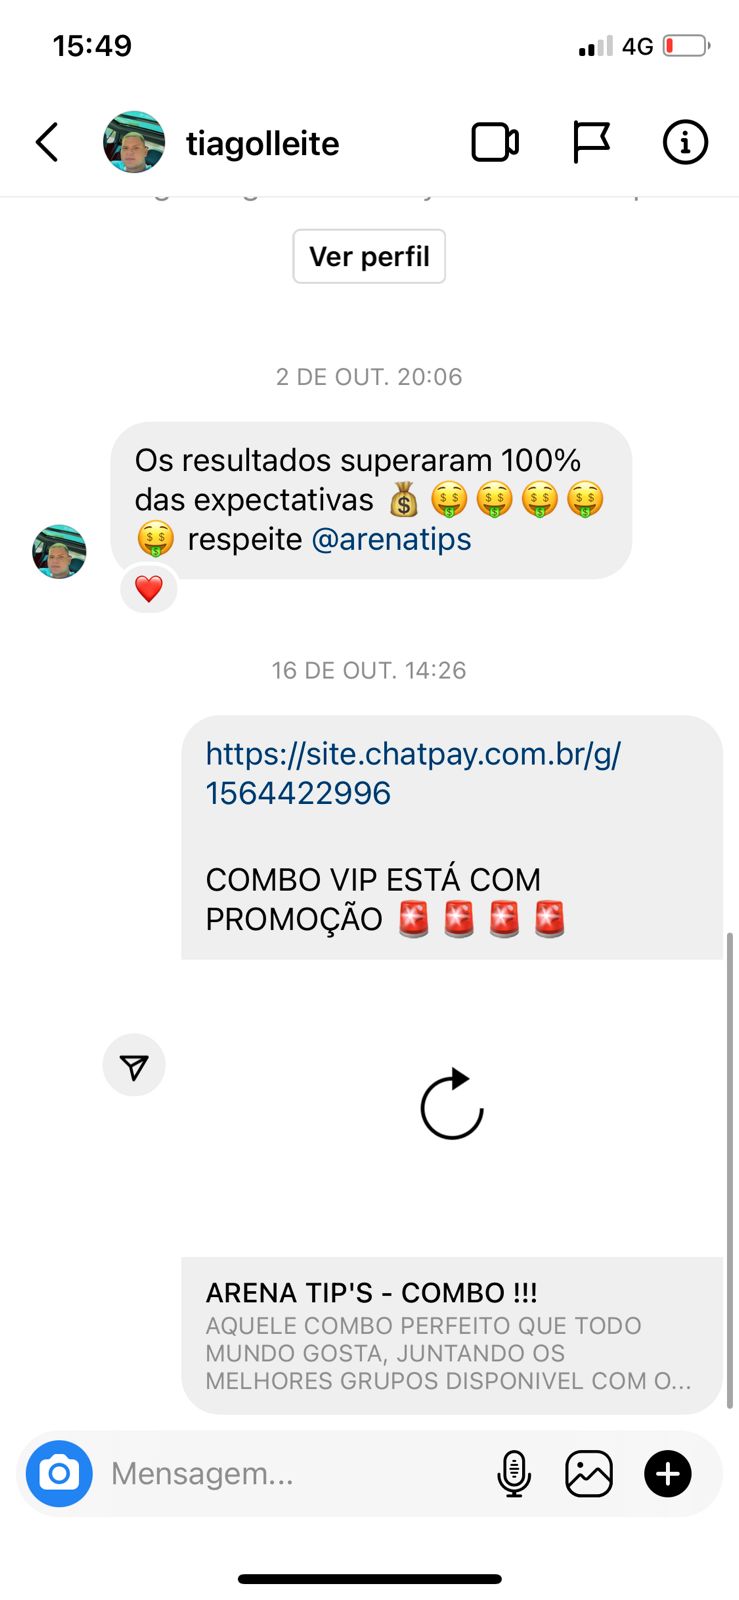 15:49
4G
tiagolleite
Ver perfil
2 DE OUT. 20:06
Os resultados superaram 100%
das expectativas 💰🤑🤑🤑🤑
🤑 respeite @arenatips
❤️
16 DE OUT. 14:26
https://site.chatpay.com.br/g/
1564422996
COMBO VIP ESTÁ COM
PROMOÇÃO 🚨🚨🚨🚨
ARENA TIP'S - COMBO !!!
AQUELE COMBO PERFEITO QUE TODO
MUNDO GOSTA, JUNTANDO OS
MELHORES GRUPOS DISPONIVEL COM O...
Mensagem...